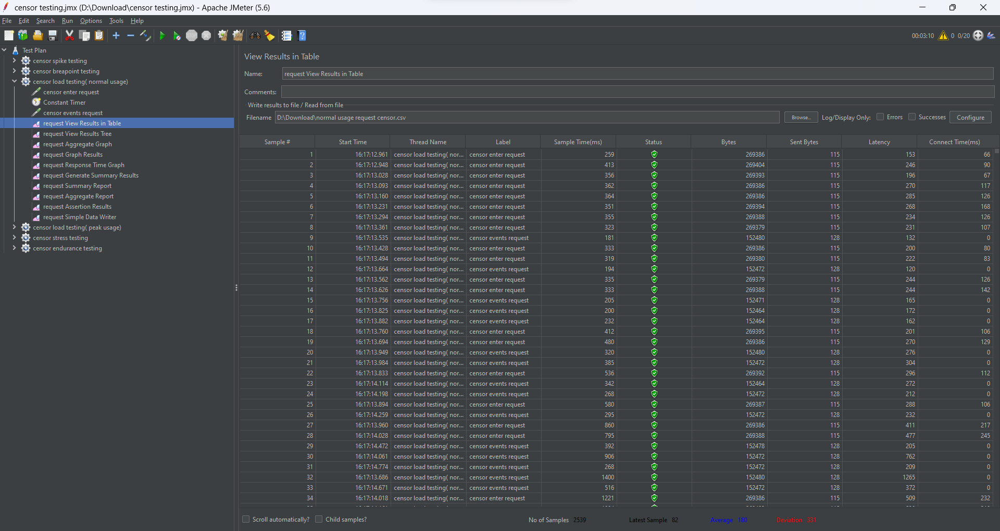 censor testing.jmx (D:\Download\censor testing.jmx) - Apache JMeter (5.6)
File Edit Search Run Options Tools Help
00:03:10 0 0/20
Test Plan
censor spike testing
censor breapoint testing
censor load testing( normal usage)
censor enter request
Constant Timer
censor events request
request View Results in Table
request View Results Tree
request Aggregate Graph
request Graph Results
request Response Time Graph
request Generate Summary Results
request Summary Report
request Aggregate Report
request Assertion Results
request Simple Data Writer
censor load testing( peak usage)
censor stress testing
censor endurance testing
View Results in Table
Name: request View Results in Table
Comments:
Write results to file / Read from file
Filename D:\Download\normal usage request censor.csv Browse... Log/Display Only: Errors Successes Configure
Sample # Start Time Thread Name Label Sample Time(ms) Status Bytes Sent Bytes Latency Connect Time(ms)
1 16:17:12.961 censor load testing( nor... censor enter request 259 269386 115 153 66
2 16:17:12.948 censor load testing( nor... censor enter request 413 269404 115 246 90
3 16:17:13.028 censor load testing( nor... censor enter request 356 269393 115 196 67
4 16:17:13.093 censor load testing( nor... censor enter request 362 269386 115 270 117
5 16:17:13.160 censor load testing( nor... censor enter request 364 269386 115 285 126
6 16:17:13.231 censor load testing( nor... censor enter request 351 269394 115 268 168
7 16:17:13.294 censor load testing( nor... censor enter request 355 269388 115 234 126
8 16:17:13.361 censor load testing( nor... censor enter request 323 269379 115 231 107
9 16:17:13.535 censor load testing( nor... censor events request 181 152480 128 132 0
10 16:17:13.428 censor load testing( nor... censor enter request 333 269386 115 200 80
11 16:17:13.494 censor load testing( nor... censor enter request 319 269380 115 222 83
12 16:17:13.664 censor load testing( nor... censor events request 194 152472 128 120 0
13 16:17:13.562 censor load testing( nor... censor enter request 335 269379 115 244 126
14 16:17:13.626 censor load testing( nor... censor enter request 333 269388 115 244 142
15 16:17:13.756 censor load testing( nor... censor events request 205 152471 128 165 0
16 16:17:13.825 censor load testing( nor... censor events request 200 152464 128 172 0
17 16:17:13.882 censor load testing( nor... censor events request 232 152464 128 162 0
18 16:17:13.760 censor load testing( nor... censor enter request 412 269395 115 201 106
19 16:17:13.694 censor load testing( nor... censor enter request 480 269386 115 270 129
20 16:17:13.949 censor load testing( nor... censor events request 320 152480 128 276 0
21 16:17:13.984 censor load testing( nor... censor events request 385 152472 128 304 0
22 16:17:13.833 censor load testing( nor... censor enter request 536 269392 115 296 112
23 16:17:14.114 censor load testing( nor... censor events request 342 152464 128 272 0
24 16:17:14.198 censor load testing( nor... censor events request 268 152472 128 212 0
25 16:17:13.894 censor load testing( nor... censor enter request 580 269387 115 288 106
26 16:17:14.259 censor load testing( nor... censor events request 295 152472 128 232 0
27 16:17:13.960 censor load testing( nor... censor enter request 860 269386 115 411 217
28 16:17:14.028 censor load testing( nor... censor enter request 795 269388 115 477 245
29 16:17:14.472 censor load testing( nor... censor events request 392 152478 128 205 0
30 16:17:14.061 censor load testing( nor... censor events request 906 152472 128 762 0
31 16:17:14.774 censor load testing( nor... censor events request 268 152472 128 209 0
32 16:17:13.686 censor load testing( nor... censor events request 1400 152480 128 1265 0
33 16:17:14.671 censor load testing( nor... censor events request 516 152472 128 372 0
34 16:17:14.018 censor load testing( nor... censor enter request 1221 269386 115 509 232
Scroll automatically? Child samples? No of Samples 2539 Latest Sample 82 Average 180 Deviation 331